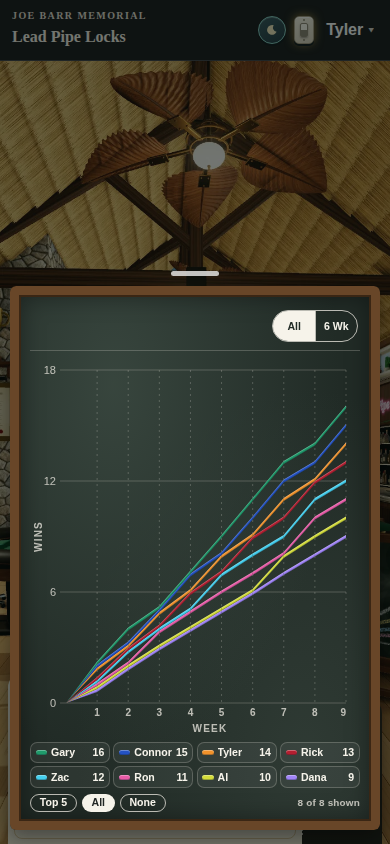 JOE BARR MEMORIAL
Lead Pipe Locks
Tyler
All 6 Wk
18
12
6
0
WINS
1 2 3 4 5 6 7 8 9
WEEK
Gary 16 Connor 15 Tyler 14 Rick 13
Zac 12 Ron 11 Al 10 Dana 9
Top 5 All None 8 of 8 shown